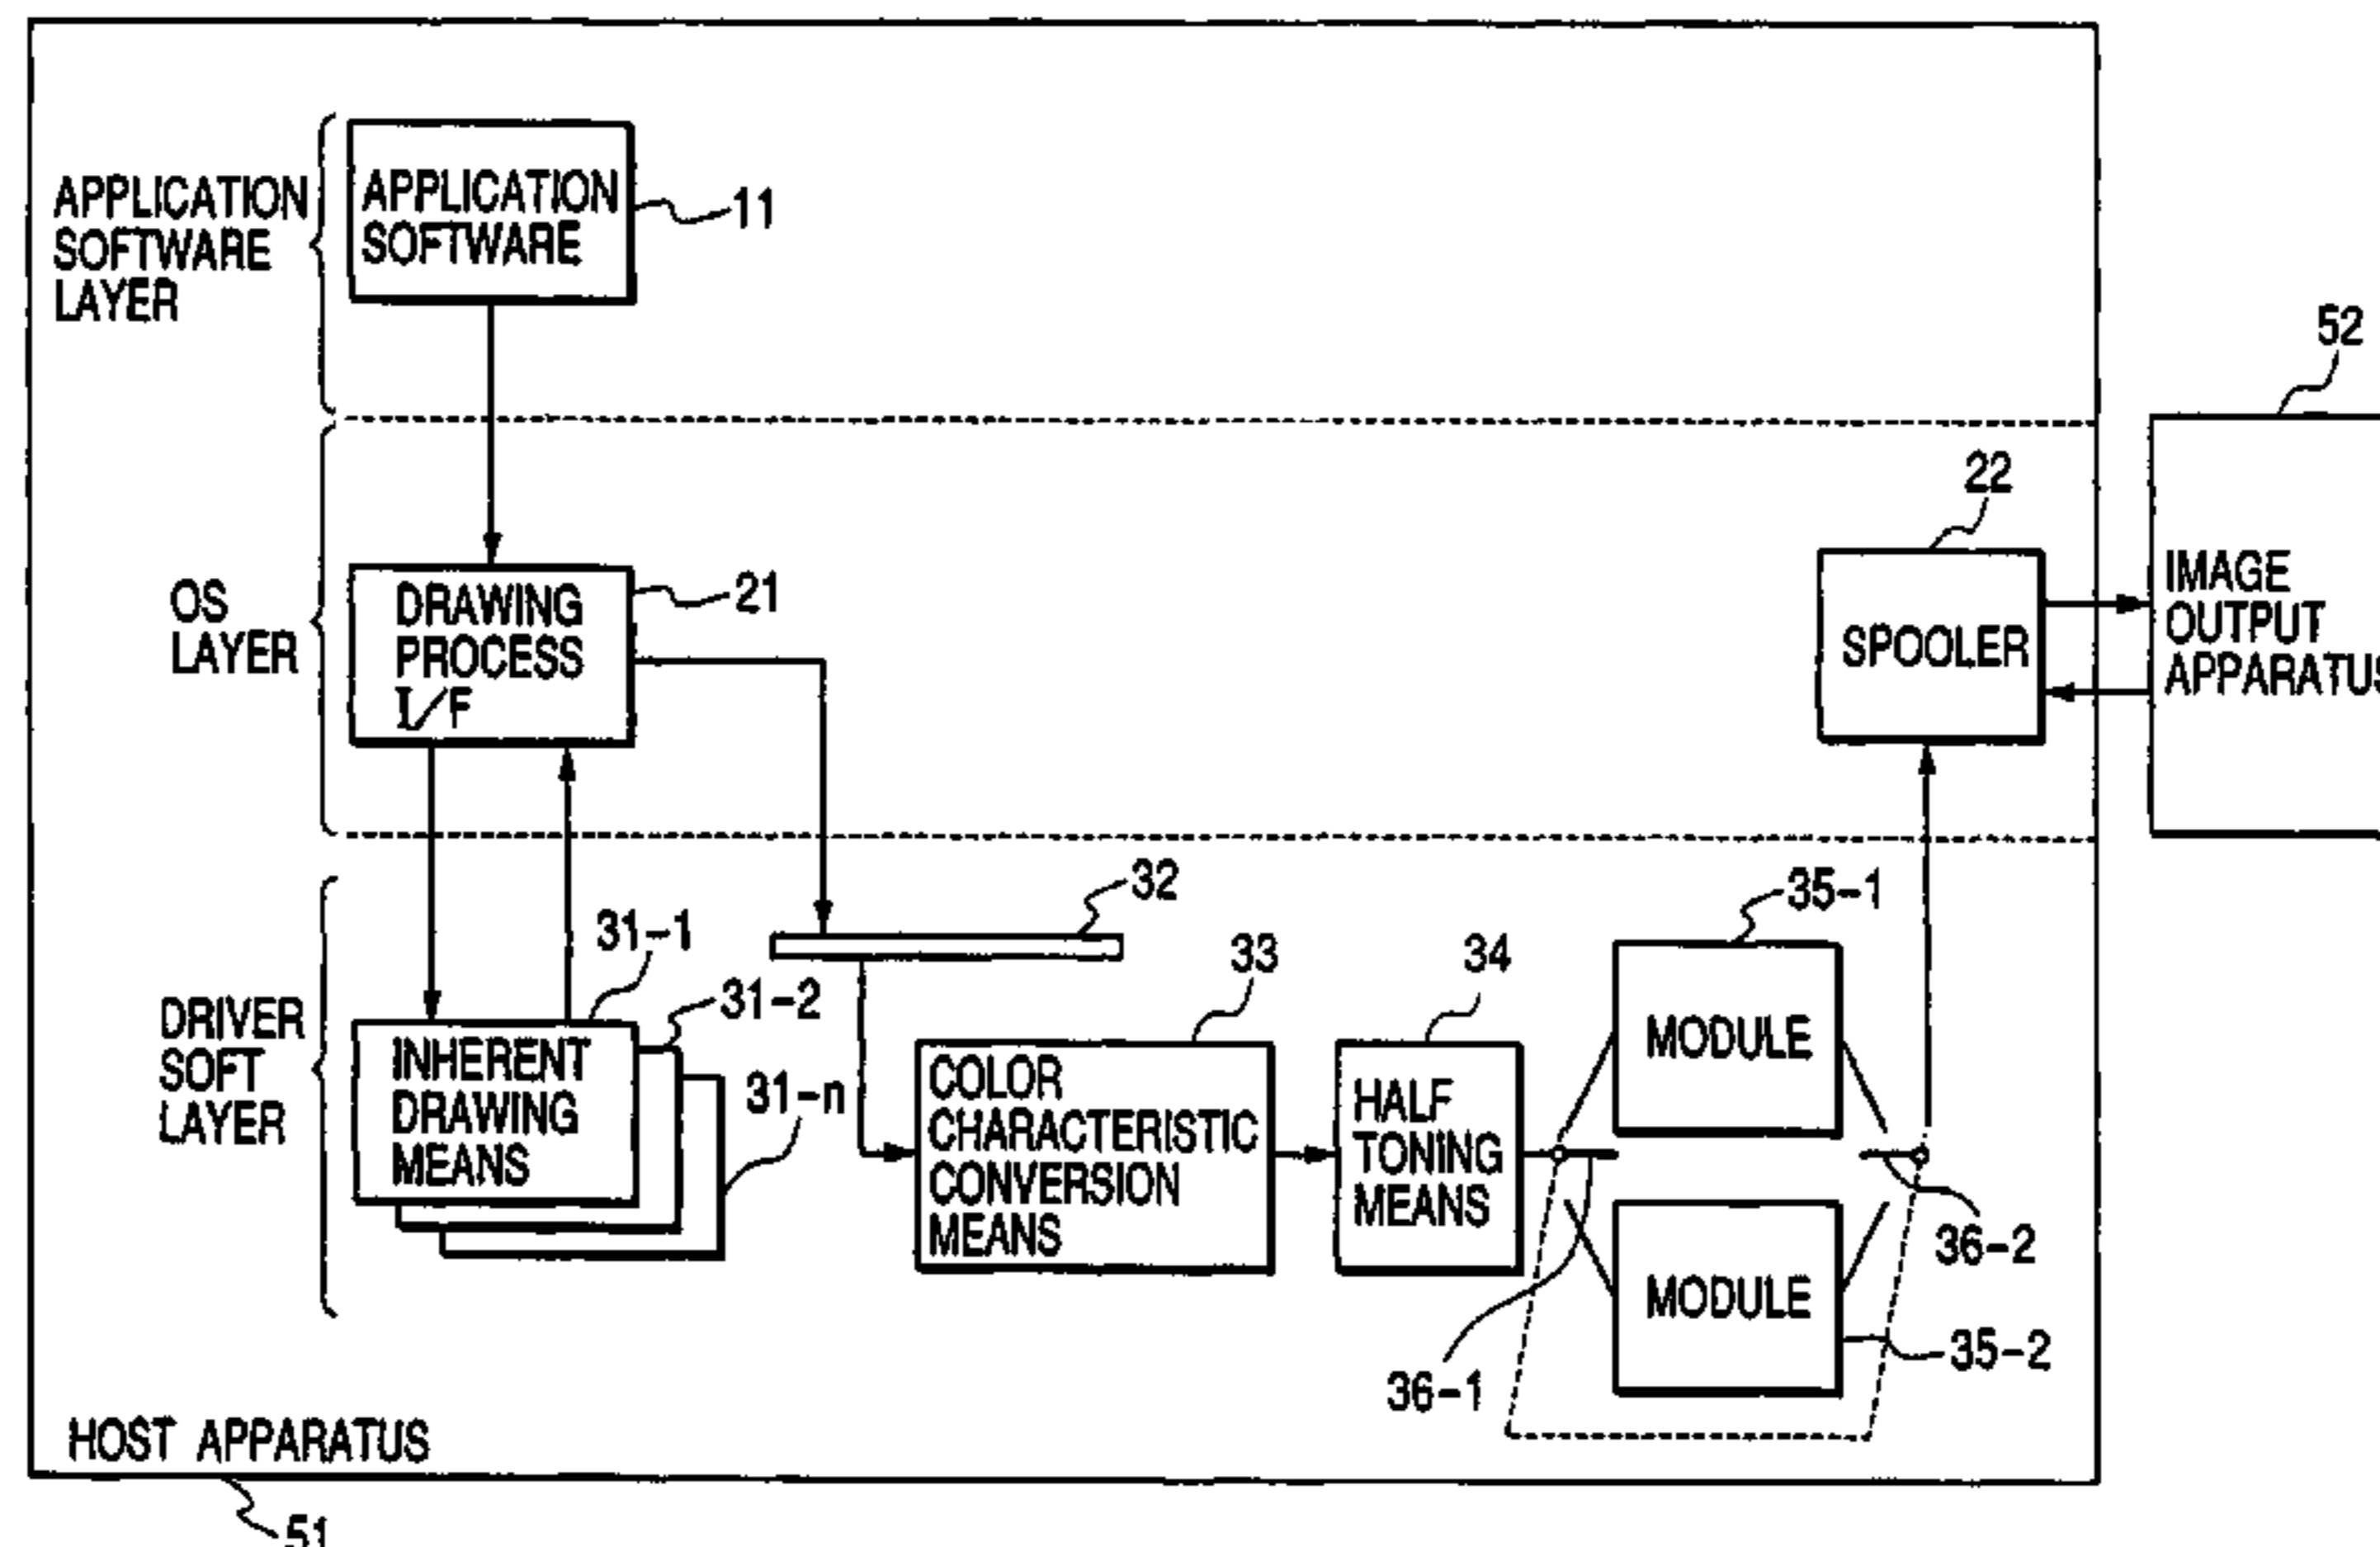 APPLICATION
SOFTWARE
LAYER
APPLICATION
SOFTWARE
11
52
OS
LAYER
DRAWING
PROCESS
I/F
21
22
SPOOLER
IMAGE
OUTPUT
APPARATUS
DRIVER
SOFT
LAYER
31-1
31-2
31-n
INHERENT
DRAWING
MEANS
32
33
COLOR
CHARACTERISTIC
CONVERSION
MEANS
34
HALF
TONING
MEANS
35-1
MODULE
MODULE
36-1
36-2
35-2
HOST APPARATUS
51